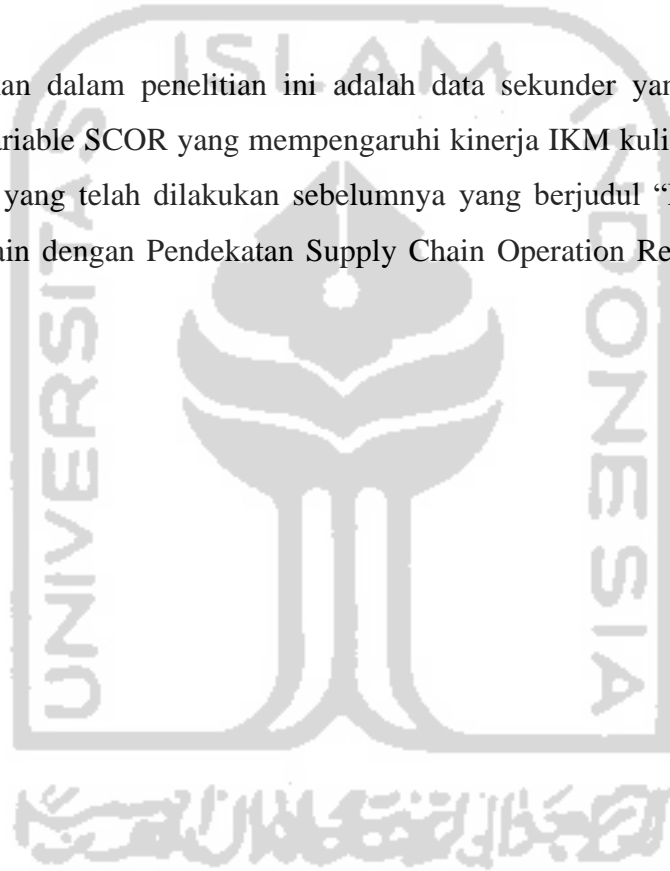 ISLAM
UNIVERSITAS
INDONESIA
an dalam penelitian ini adalah data sekunder yan
ariable SCOR yang mempengaruhi kinerja IKM kuli
yang telah dilakukan sebelumnya yang berjudul “
ain dengan Pendekatan Supply Chain Operation Re